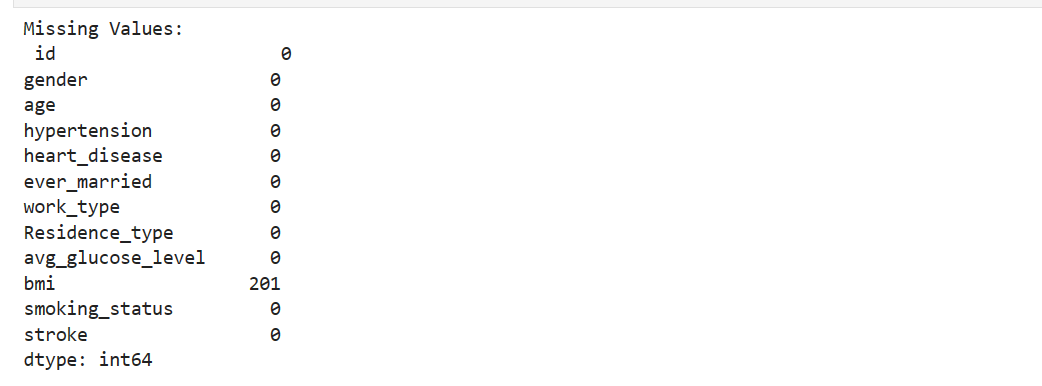 Missing Values:
 id                    0
gender                0
age                   0
hypertension          0
heart_disease         0
ever_married          0
work_type             0
Residence_type        0
avg_glucose_level     0
bmi                 201
smoking_status        0
stroke                0
dtype: int64